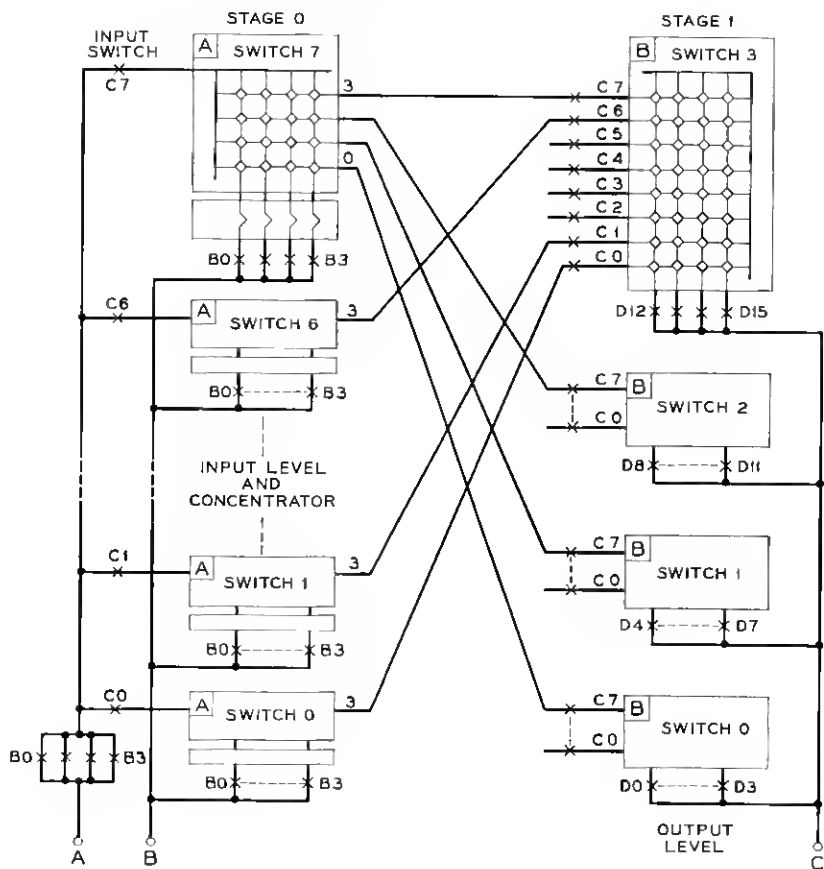 STAGE 0
STAGE 1
INPUT
SWITCH
C7
A
SWITCH 7
3
0
B
SWITCH 3
C7
C6
C5
C4
C3
C2
C1
C0
B0
B3
D12
D15
C6
A
SWITCH 6
3
B0
B3
C7
C0
B
SWITCH 2
D8
D11
INPUT LEVEL
AND
CONCENTRATOR
C1
A
SWITCH 1
3
B0
B3
C7
C0
B
SWITCH 1
D4
D7
C0
A
SWITCH 0
3
B0
B3
C7
C0
B
SWITCH 0
D0
D3
B0
B3
OUTPUT
LEVEL
A
B
C